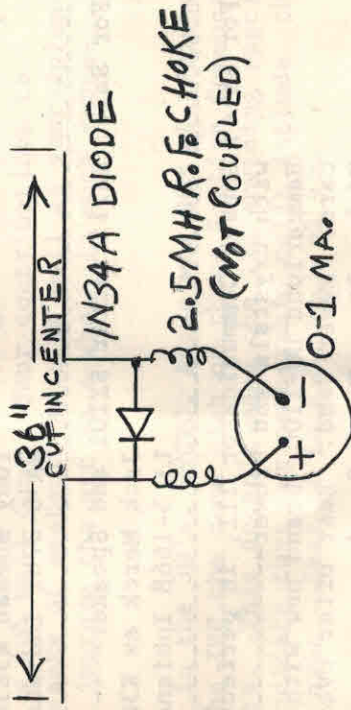 36"
CUT IN CENTER
1N34A DIODE
2.5MH R.F. CHOKE
(NOT COUPLED)
+ -
0-1 MA.